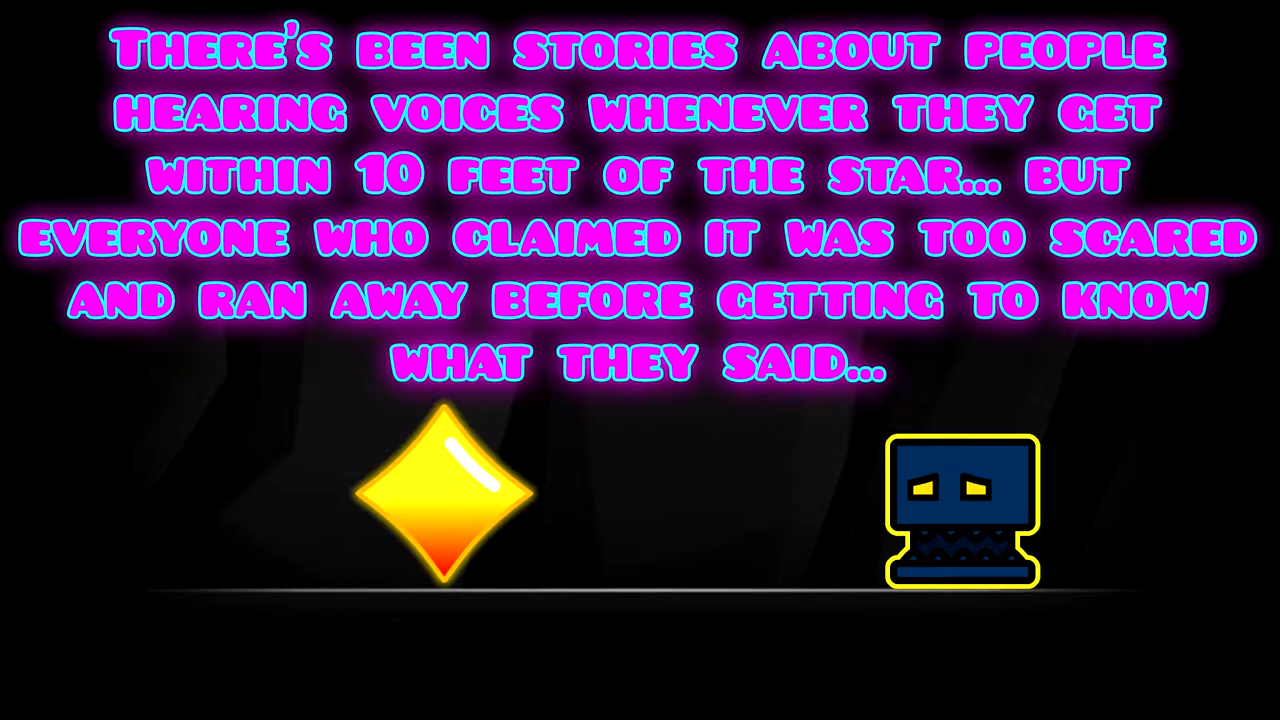 There's been stories about people
hearing voices whenever they get
within 10 feet of the star... but
everyone who claimed it was too scared
and ran away before getting to know
what they said...